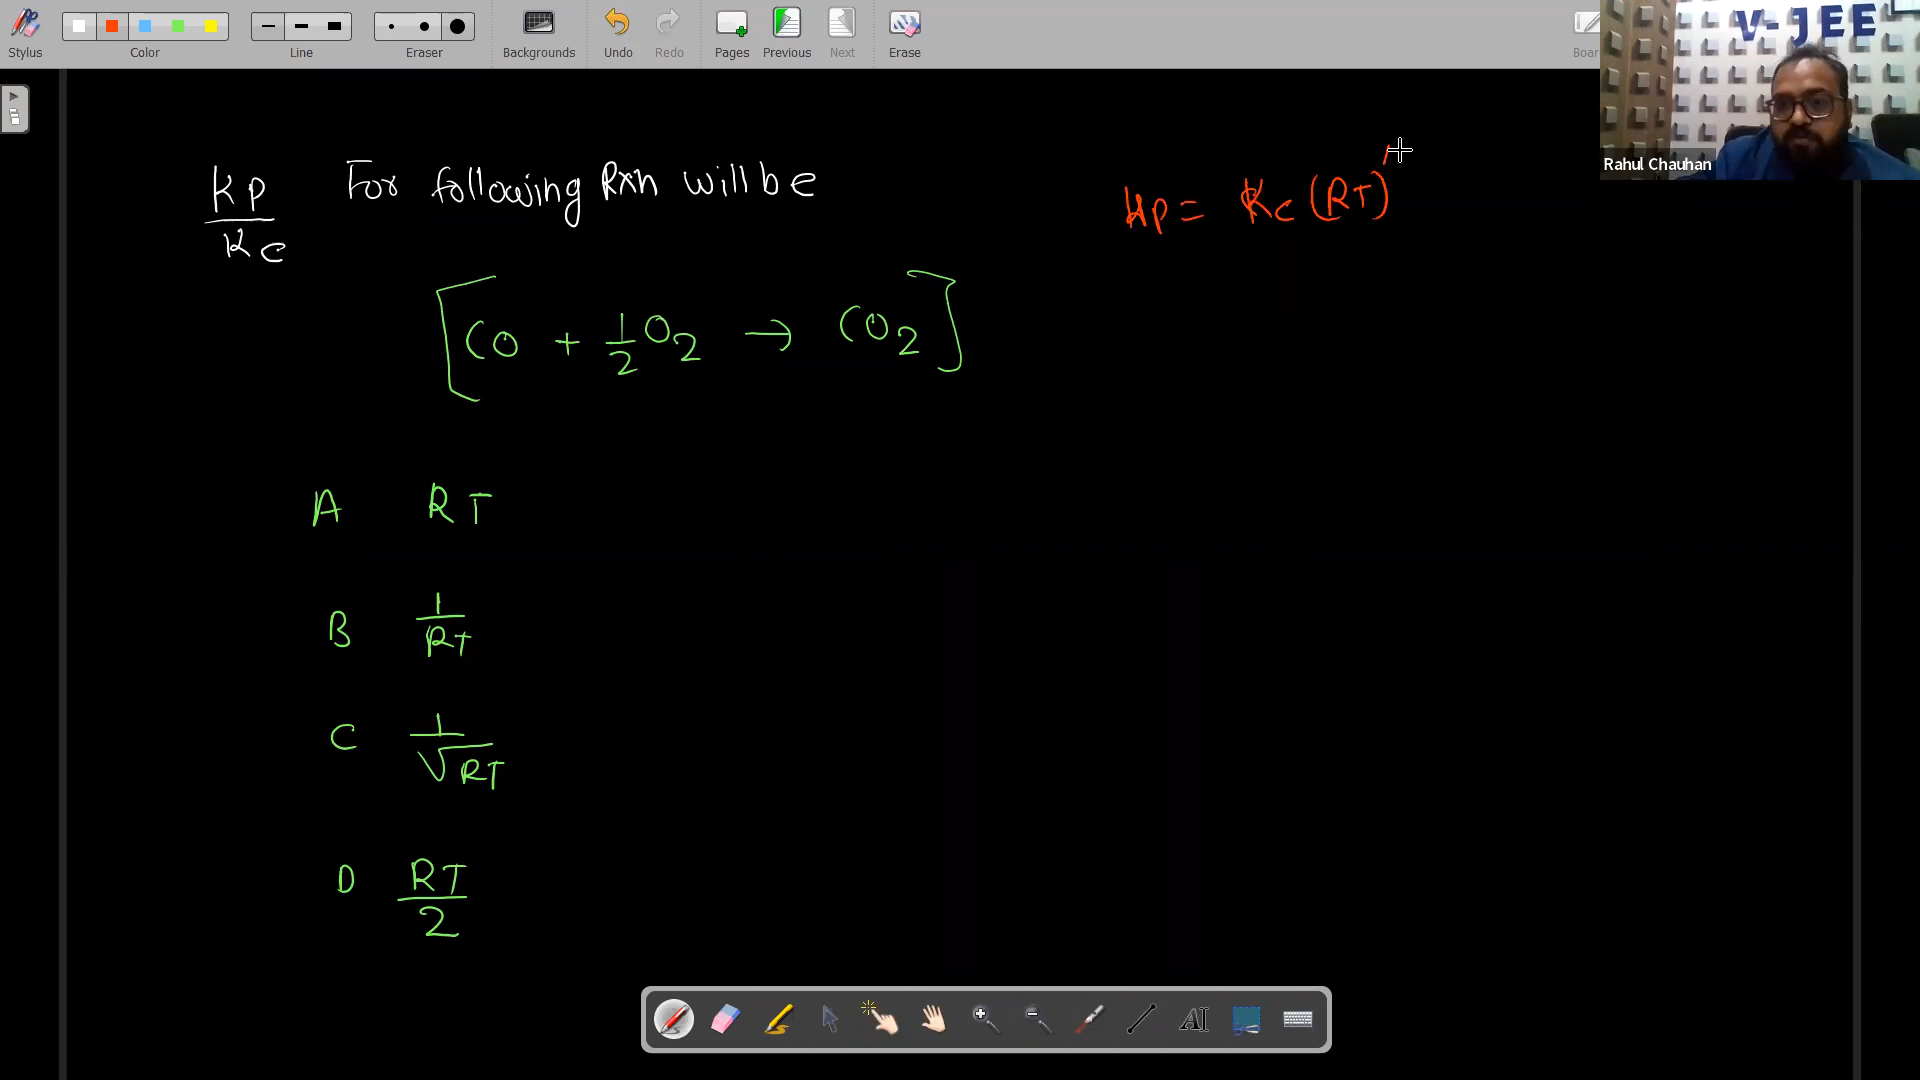 Stylus
Color
Line
Eraser
Backgrounds
Undo
Redo
Pages
Previous
Next
Erase
V-JEE
Rahul Chauhan
Kp/Kc For following Rxn will be
Kp = Kc (RT)
[CO + 1/2 O2 → CO2]
A RT
B 1/RT
C 1/√RT
D RT/2
AI